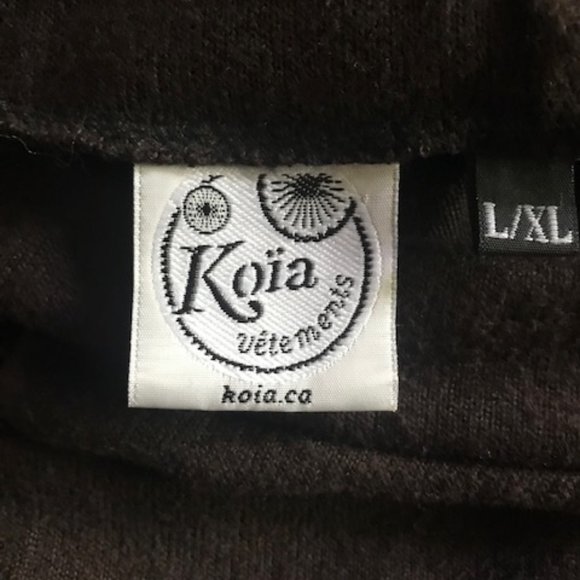 Koïa
vêtements
koia.ca
L/XL